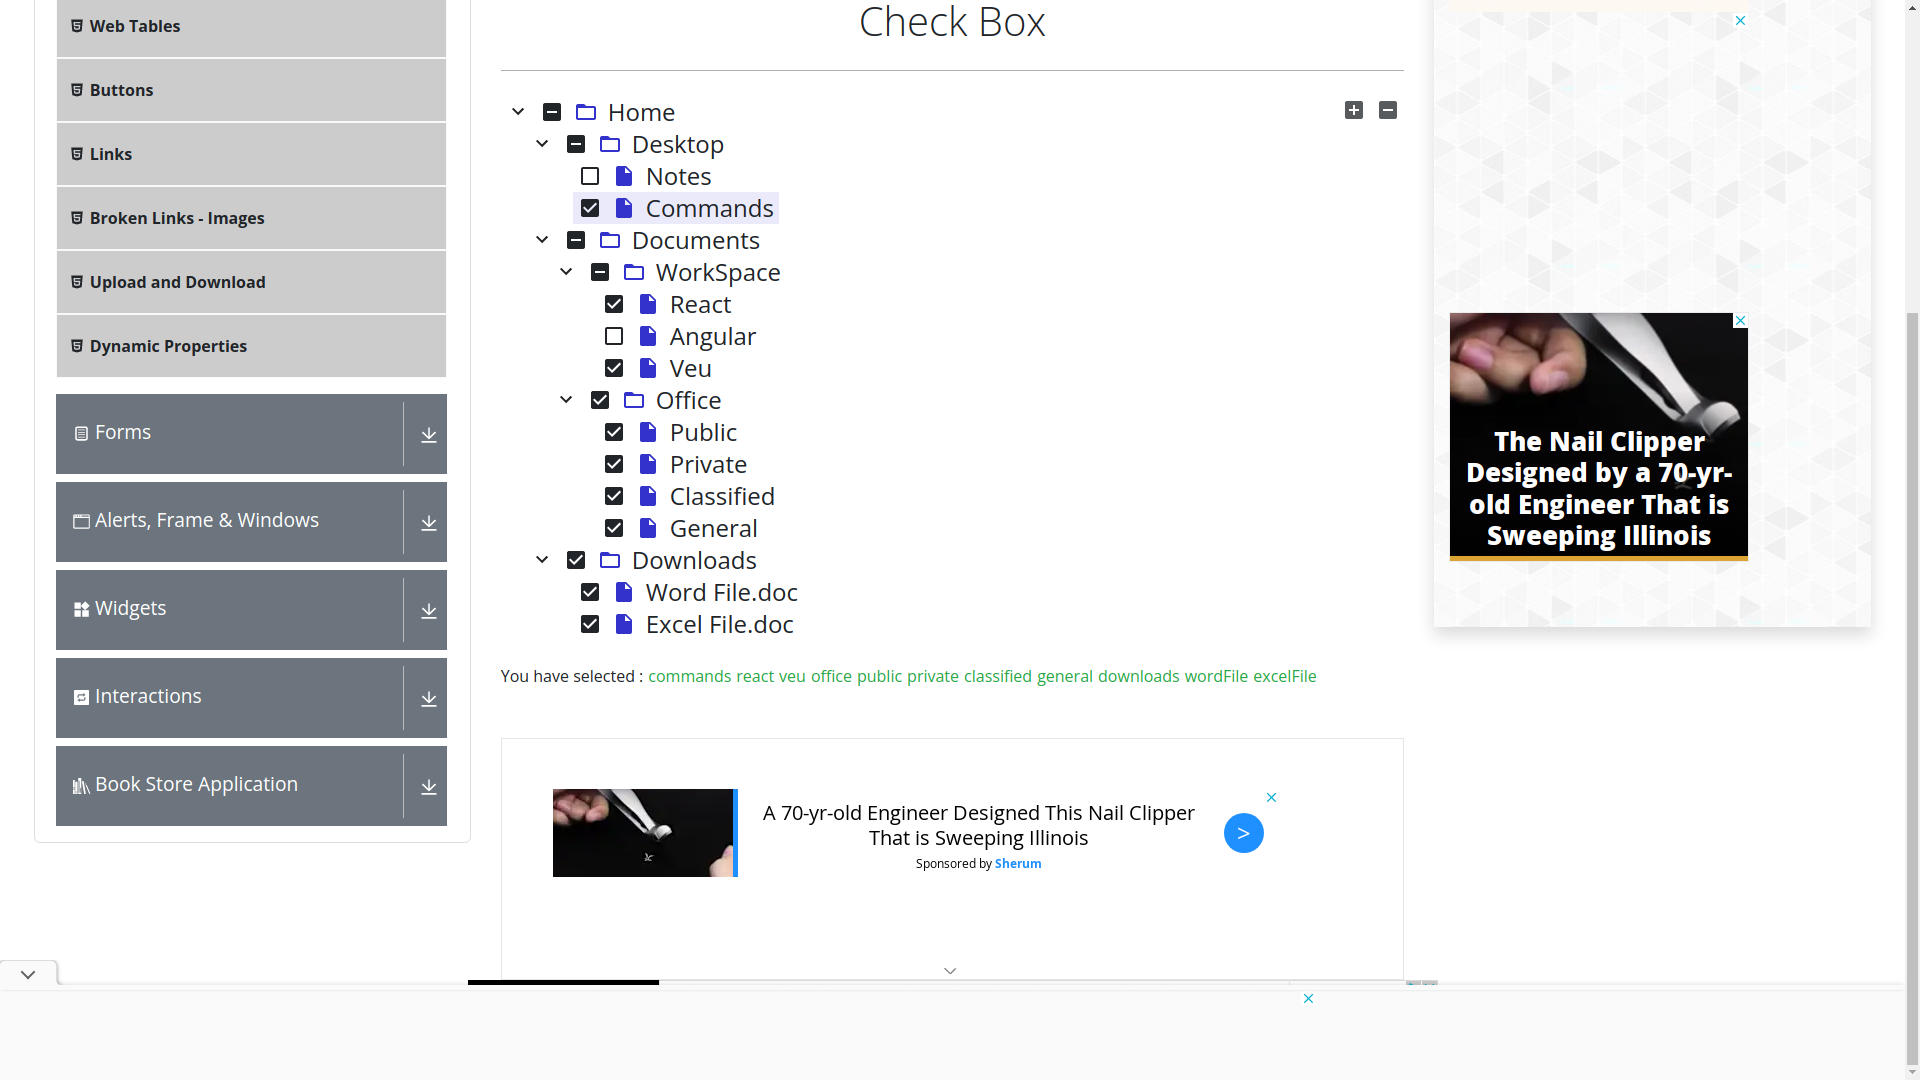 Web Tables
Buttons
Links
Broken Links - Images
Upload and Download
Dynamic Properties
Forms
Alerts, Frame & Windows
Widgets
Interactions
Book Store Application
Check Box
Home
Desktop
Notes
Commands
Documents
WorkSpace
React
Angular
Veu
Office
Public
Private
Classified
General
Downloads
Word File.doc
Excel File.doc
You have selected : commands react veu office public private classified general downloads wordFile excelFile
A 70-yr-old Engineer Designed This Nail Clipper
That is Sweeping Illinois
Sponsored by Sherum
>
The Nail Clipper
Designed by a 70-yr-
old Engineer That is
Sweeping Illinois